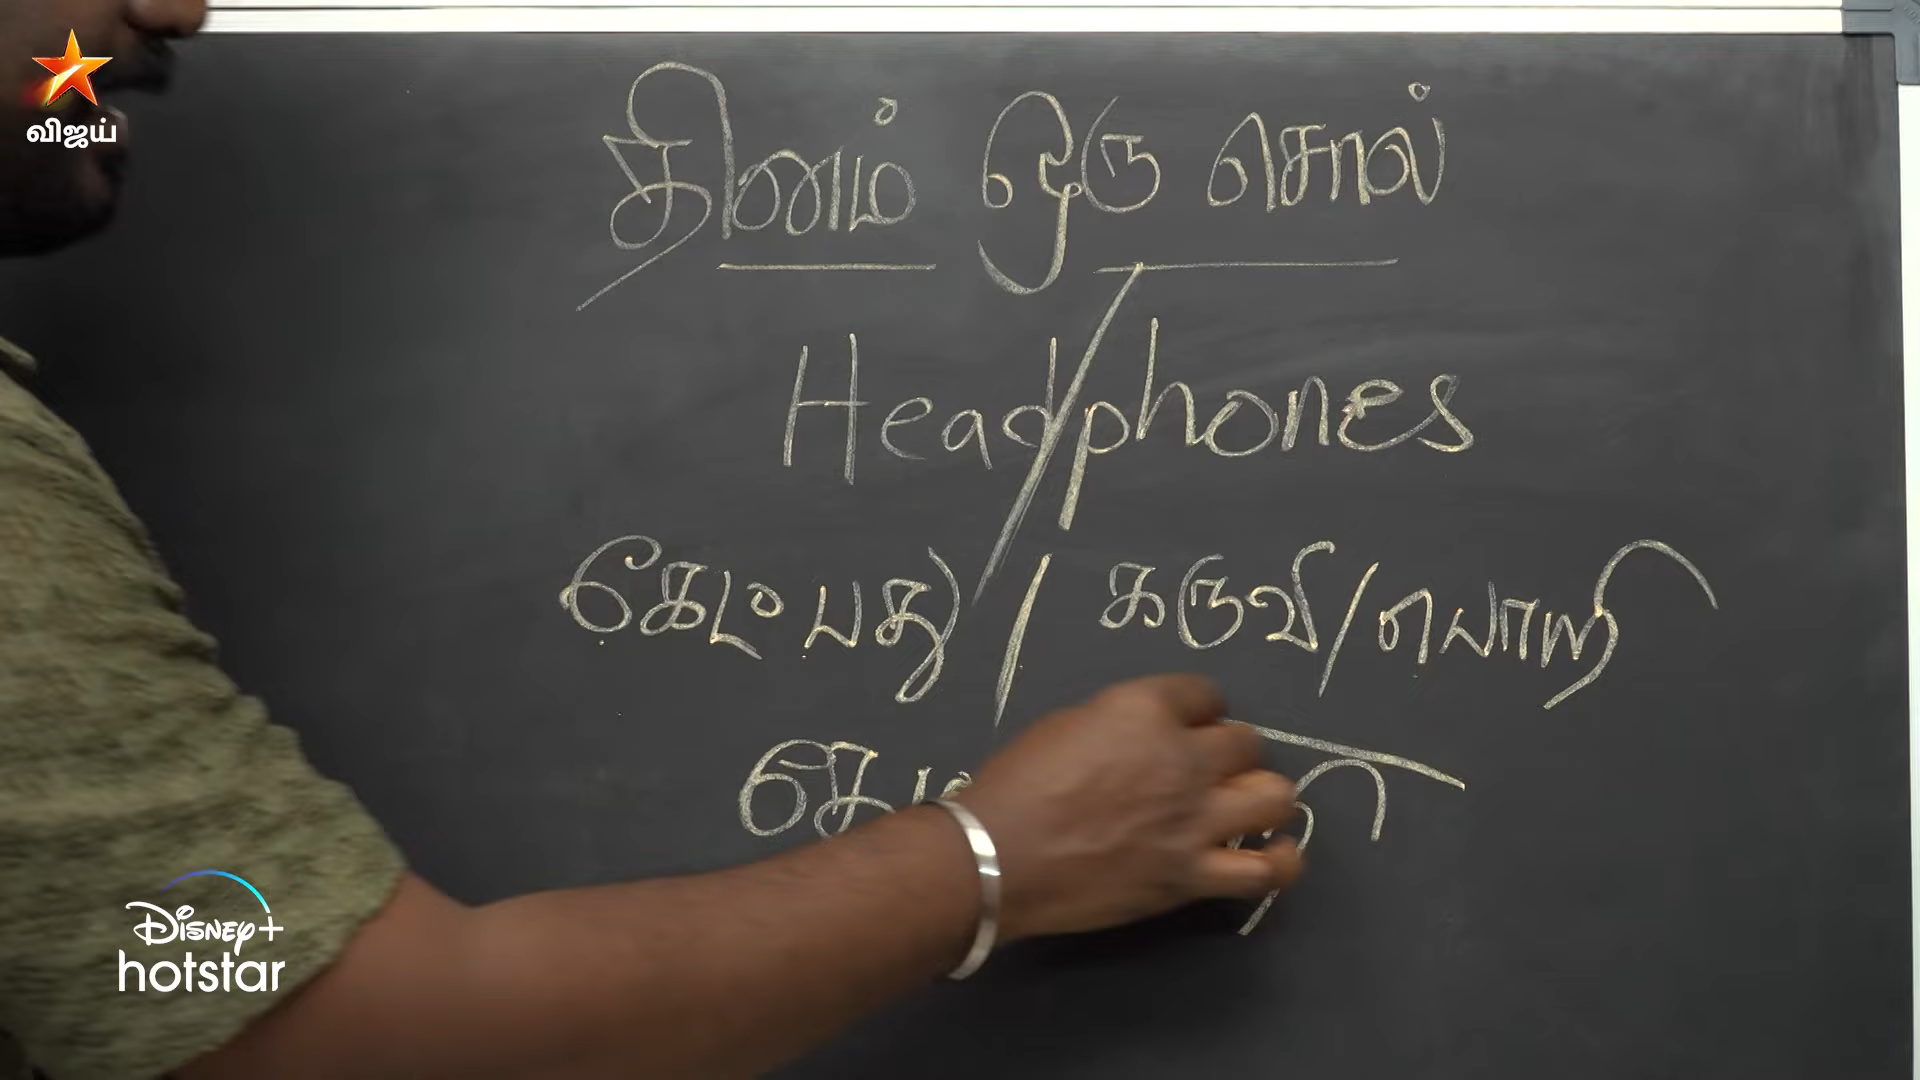 விஜய்
தினம் ஒரு சொல்
Headphones
கேட்பது / கருவி/பொறி
Disney+
hotstar